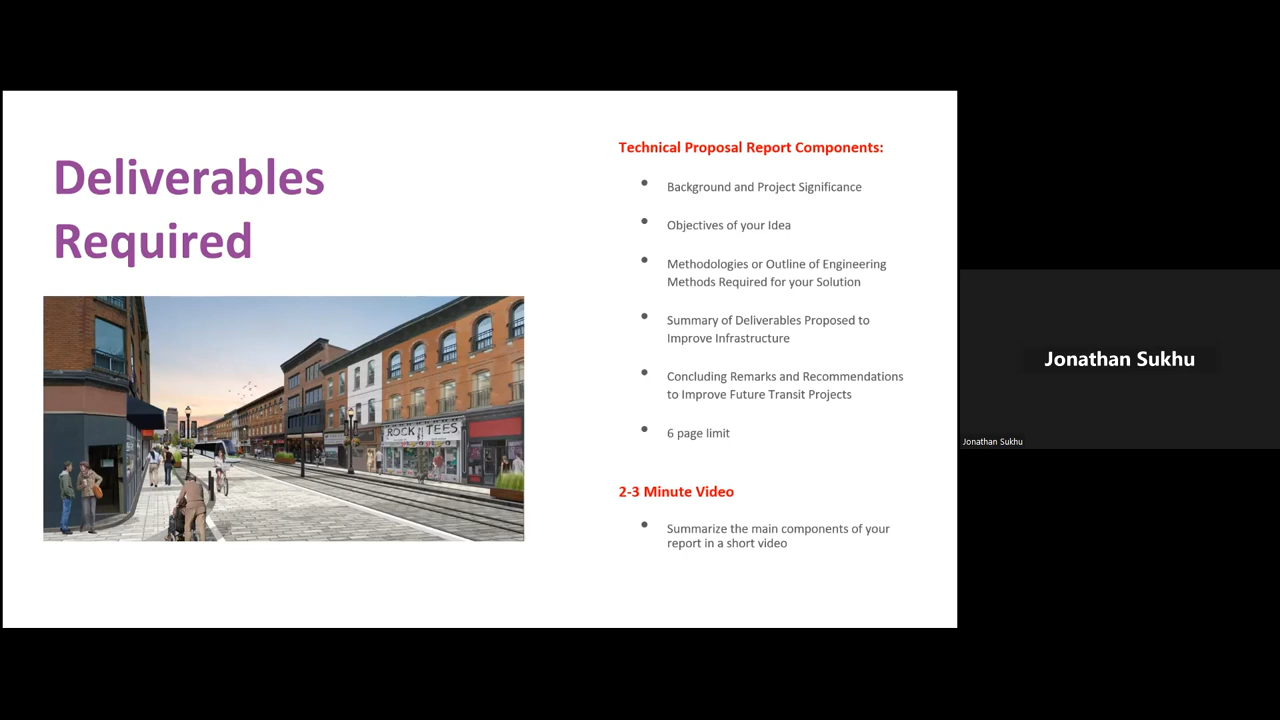 Deliverables
Required
ROCK TEES
Technical Proposal Report Components:
Background and Project Significance
Objectives of your Idea
Methodologies or Outline of Engineering
Methods Required for your Solution
Summary of Deliverables Proposed to
Improve Infrastructure
Concluding Remarks and Recommendations
to Improve Future Transit Projects
6 page limit
2-3 Minute Video
Summarize the main components of your
report in a short video
Jonathan Sukhu
Jonathan Sukhu